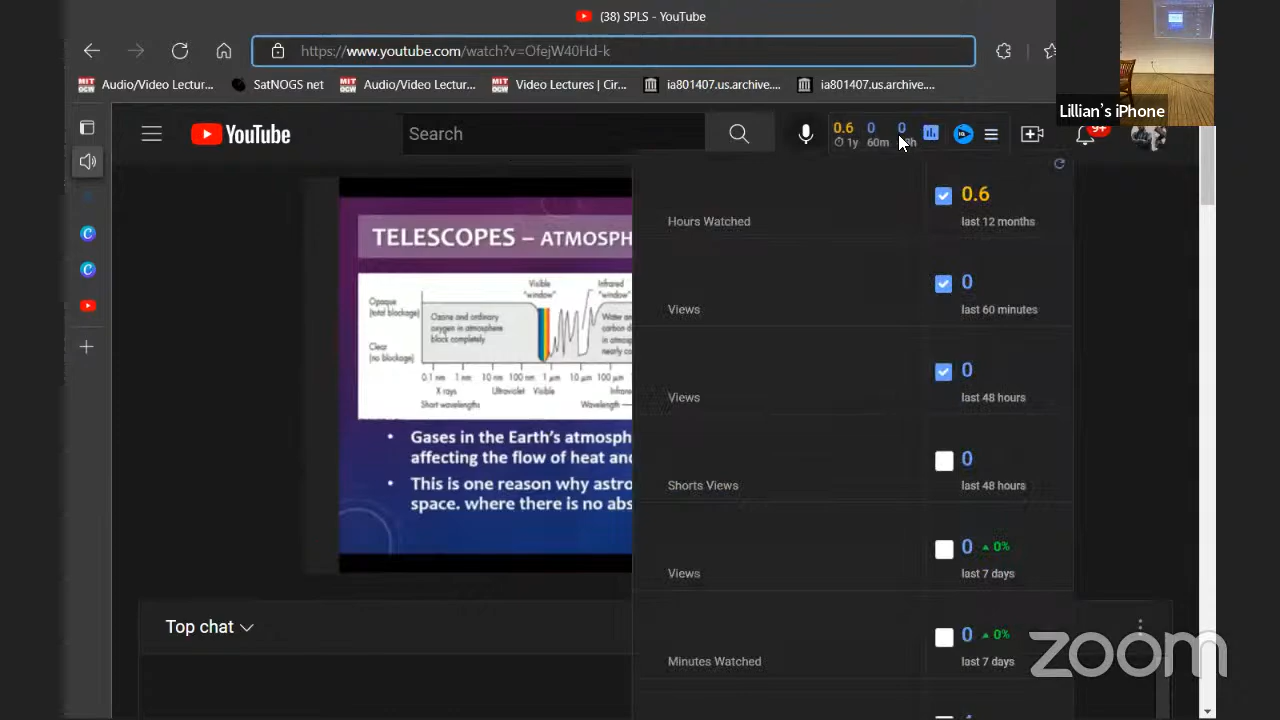 (38) SPLS - YouTube
https://www.youtube.com/watch?v=OfejW40Hd-k
Audio/Video Lectur...
SatNOGS net
Audio/Video Lectur...
Video Lectures | Cir...
ia801407.us.archive....
ia801407.us.archive....
Lillian's iPhone
YouTube
Search
0.6
1y
0
60m
0
9+
TELESCOPES – ATMOSPH
Opaque
(total blockage)
Clear
(no blockage)
Visible
"window"
Infrared
"window"
Ozone and ordinary
oxygen in atmosphere
block completely
0.1 nm 1 nm 10 nm 100 nm 1 µm 10 µm 100 µm
X rays Ultraviolet Visible
Short wavelengths Wavelength
• Gases in the Earth's atmosph
affecting the flow of heat an
• This is one reason why astro
space. where there is no abs
Hours Watched
0.6
last 12 months
Views
0
last 60 minutes
Views
0
last 48 hours
Shorts Views
0
last 48 hours
Views
0 ▲ 0%
last 7 days
Minutes Watched
0 ▲ 0%
last 7 days
Top chat
zoom